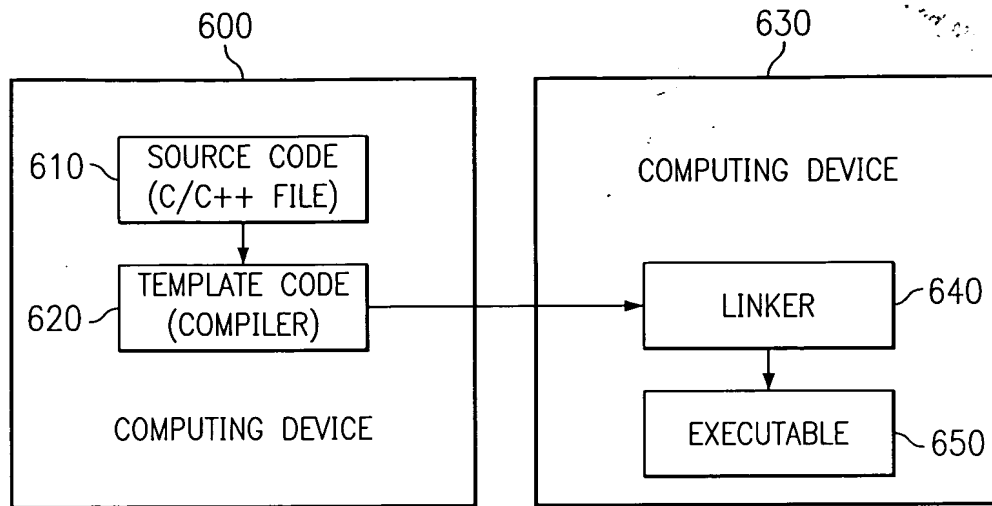 600
630
610
SOURCE CODE
(C/C++ FILE)
COMPUTING DEVICE
620
TEMPLATE CODE
(COMPILER)
LINKER
640
COMPUTING DEVICE
EXECUTABLE
650